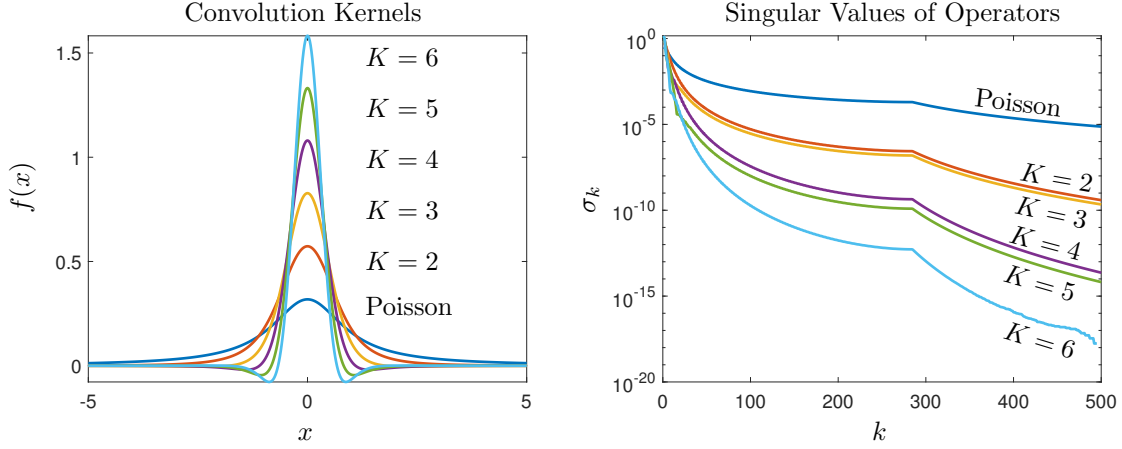 Convolution Kernels
1.5
1
0.5
0
f(x)
K = 6
K = 5
K = 4
K = 3
K = 2
Poisson
-5
0
5
x
Singular Values of Operators
10^0
10^-5
10^-10
10^-15
10^-20
σ_k
Poisson
K = 2
K = 3
K = 4
K = 5
K = 6
0
100
200
300
400
500
k